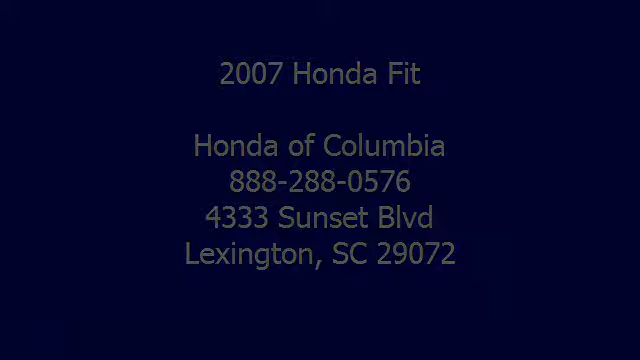 2007 Honda Fit
Honda of Columbia
888-288-0576
4333 Sunset Blvd
Lexington, SC 29072